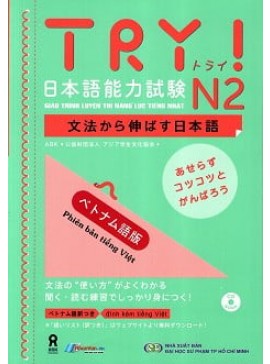 TRY!
トライ
日本語能力試験 N2
GIÁO TRÌNH LUYỆN THI NĂNG LỰC TIẾNG NHẬT
文法から伸ばす日本語
あせらず
コツコツと
がんばろう
ベトナム語版
Phiên bản tiếng Việt
文法の“使い方”がよくわかる
聞く・読む練習でしっかり身につく！
ベトナム語訳つき
đính kèm tiếng Việt
ASK
NHÀ XUẤT BẢN
ĐẠI HỌC SƯ PHẠM TP HỒ CHÍ MINH